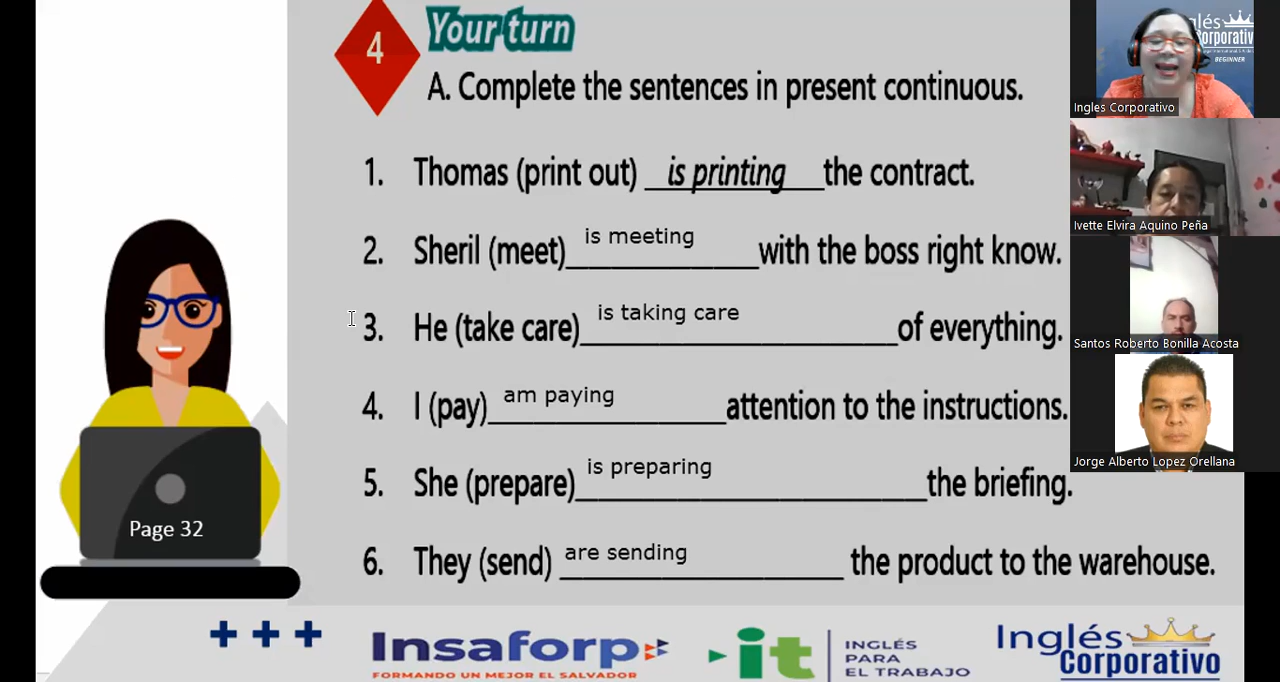 4
Your turn
A. Complete the sentences in present continuous.
1. Thomas (print out) is printing the contract.
2. Sheril (meet) is meeting with the boss right know.
3. He (take care) is taking care of everything.
4. I (pay) am paying attention to the instructions.
5. She (prepare) is preparing the briefing.
6. They (send) are sending the product to the warehouse.
Page 32
+ + +
Insaforp
FORMANDO UN MEJOR EL SALVADOR
it
INGLÉS
PARA
EL TRABAJO
Inglés
Corporativo
BEGINNER
Ingles Corporativo
Ivette Elvira Aquino Peña
Santos Roberto Bonilla Acosta
Jorge Alberto Lopez Orellana